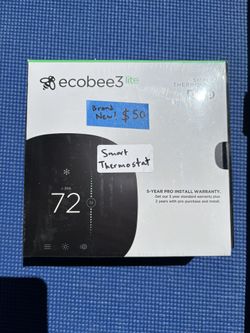 ecobee3 lite
SMART
THERMOSTAT
PRO
Brand
New! $50
Smart
Thermostat
72
5-YEAR PRO INSTALL WARRANTY.
Get our 3 year standard warranty plus
2 years with pro purchase and install.